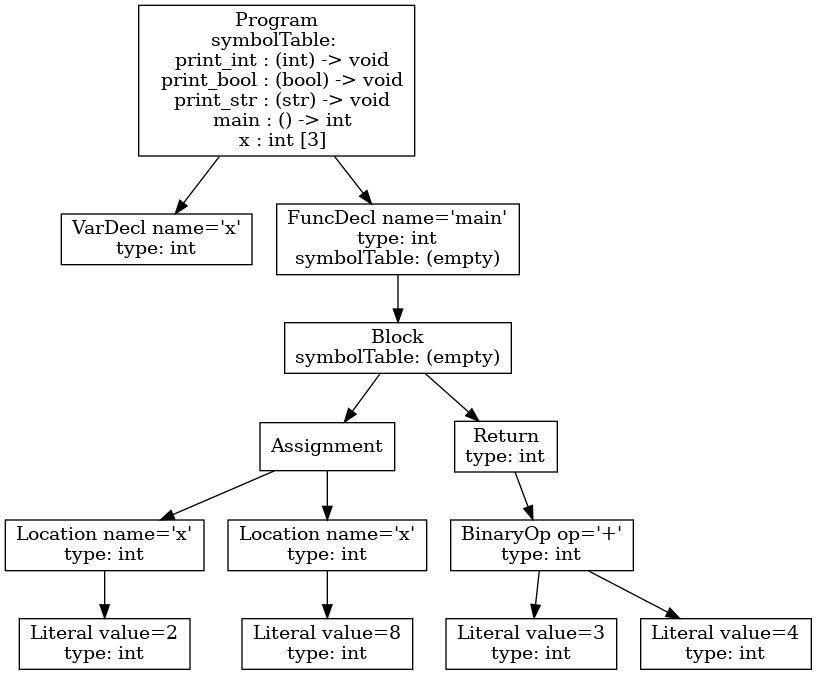 Program
symbolTable:
print_int : (int) -> void
print_bool : (bool) -> void
print_str : (str) -> void
main : () -> int
x : int [3]
VarDecl name='x'
type: int
FuncDecl name='main'
type: int
symbolTable: (empty)
Block
symbolTable: (empty)
Assignment
Return
type: int
Location name='x'
type: int
Location name='x'
type: int
BinaryOp op='+'
type: int
Literal value=2
type: int
Literal value=8
type: int
Literal value=3
type: int
Literal value=4
type: int